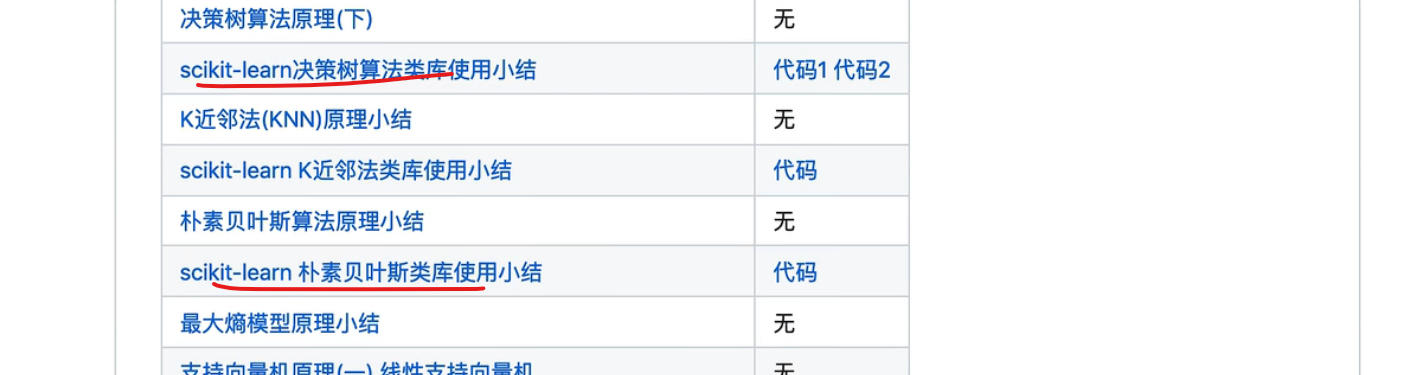 决策树算法原理(下) 无
scikit-learn决策树算法类库使用小结 代码1 代码2
K近邻法(KNN)原理小结 无
scikit-learn K近邻法类库使用小结 代码
朴素贝叶斯算法原理小结 无
scikit-learn 朴素贝叶斯类库使用小结 代码
最大熵模型原理小结 无
支持向量机原理(一) 线性支持向量机 无